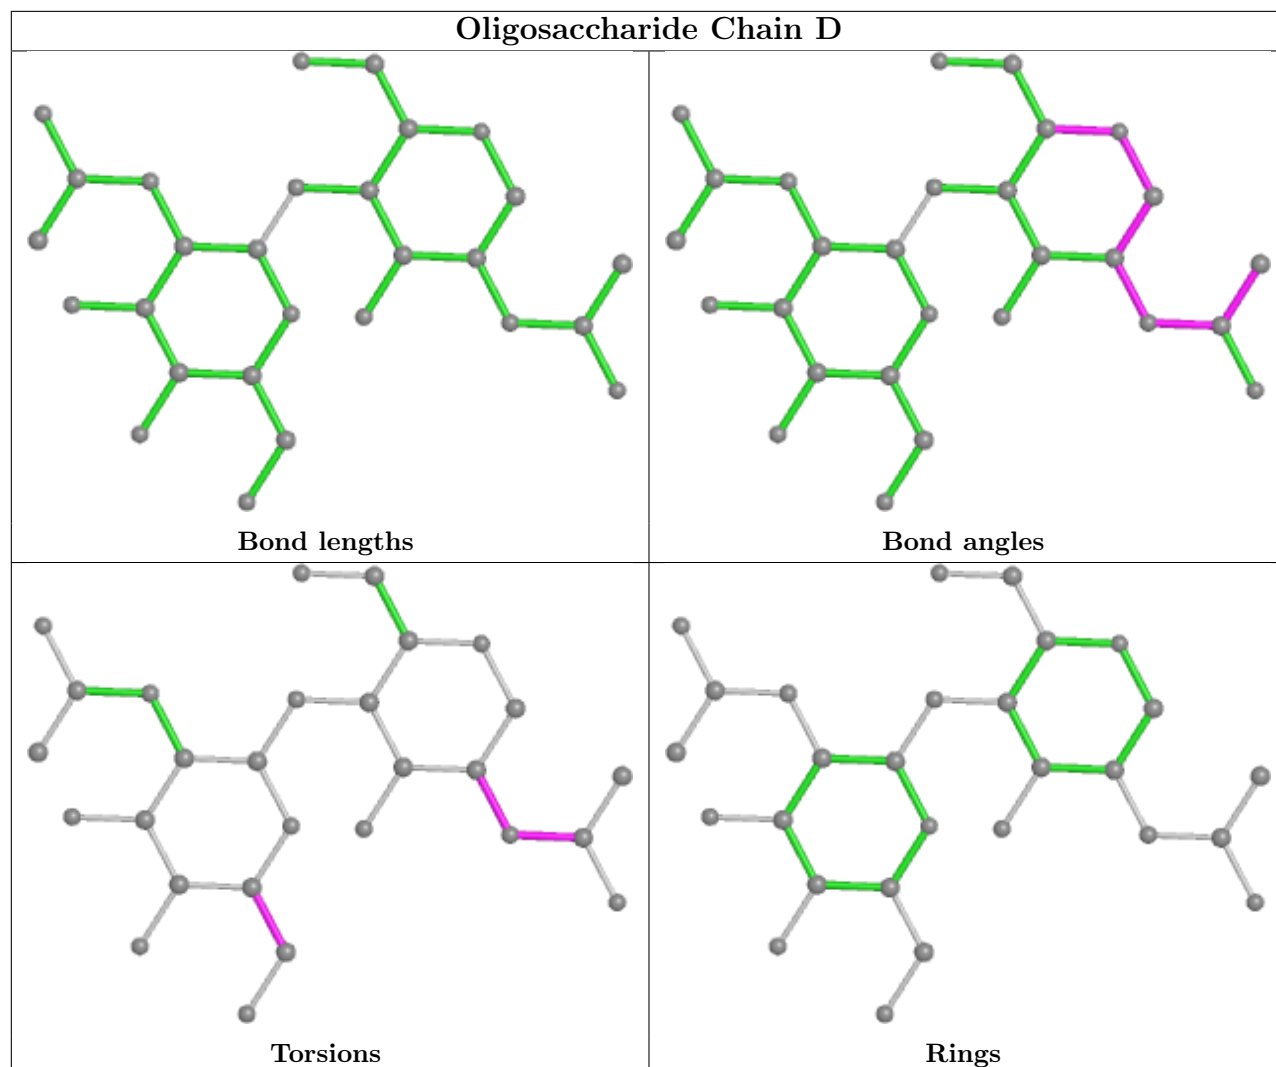 Oligosaccharide Chain D
Bond lengths
Bond angles
Torsions
Rings